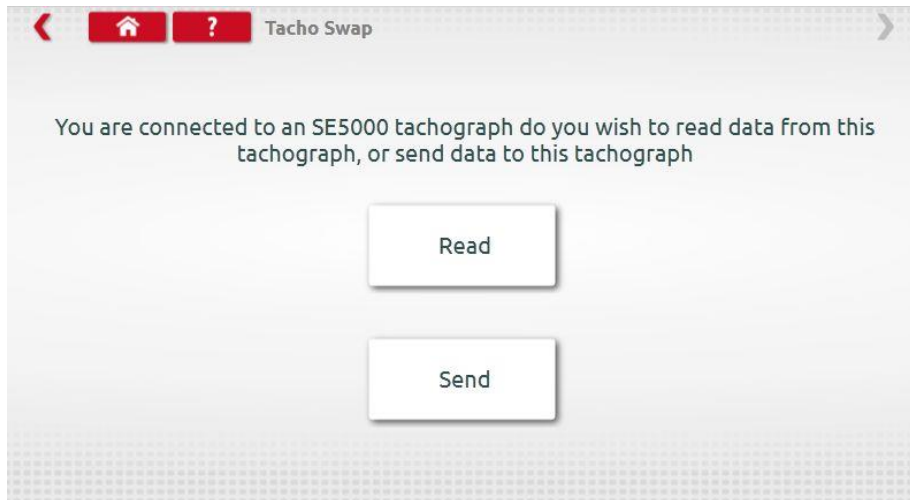 ? Tacho Swap
You are connected to an SE5000 tachograph do you wish to read data from this
tachograph, or send data to this tachograph
Read
Send